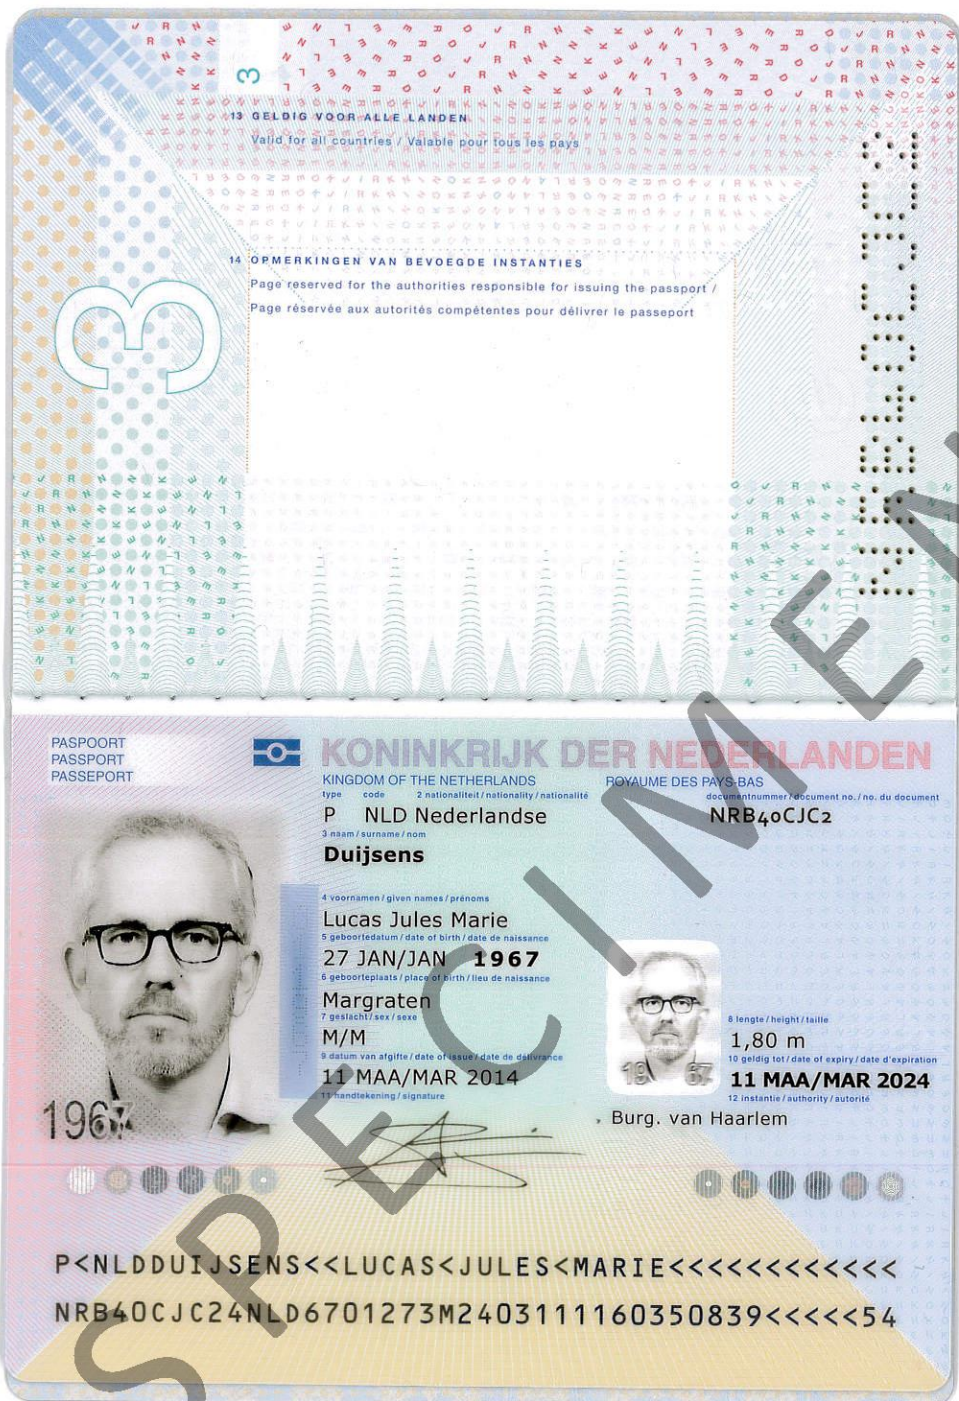 3
13 GELDIG VOOR ALLE LANDEN
Valid for all countries / Valable pour tous les pays
14 OPMERKINGEN VAN BEVOEGDE INSTANTIES
Page reserved for the authorities responsible for issuing the passport /
Page réservée aux autorités compétentes pour délivrer le passeport
3
NRB40CJC2
SPECIMEN
PASPOORT
PASSPORT
PASSEPORT
KONINKRIJK DER NEDERLANDEN
KINGDOM OF THE NETHERLANDS ROYAUME DES PAYS-BAS
type code 2 nationaliteit / nationality / nationalité documentnummer / document no. / no. du document
P NLD Nederlandse NRB40CJC2
3 naam / surname / nom
Duijsens
4 voornamen / given names / prénoms
Lucas Jules Marie
5 geboortedatum / date of birth / date de naissance
27 JAN/JAN 1967
6 geboorteplaats / place of birth / lieu de naissance
Margraten
7 geslacht / sex / sexe 8 lengte / height / taille
M/M 1,80 m
9 datum van afgifte / date of issue / date de délivrance 10 geldig tot / date of expiry / date d'expiration
11 MAA/MAR 2014 11 MAA/MAR 2024
11 handtekening / signature 12 instantie / authority / autorité
Burg. van Haarlem
1967
19 67
P<NLDDUIJSENS<<LUCAS<JULES<MARIE<<<<<<<<<<<<
NRB40CJC24NLD6701273M2403111160350839<<<<<54